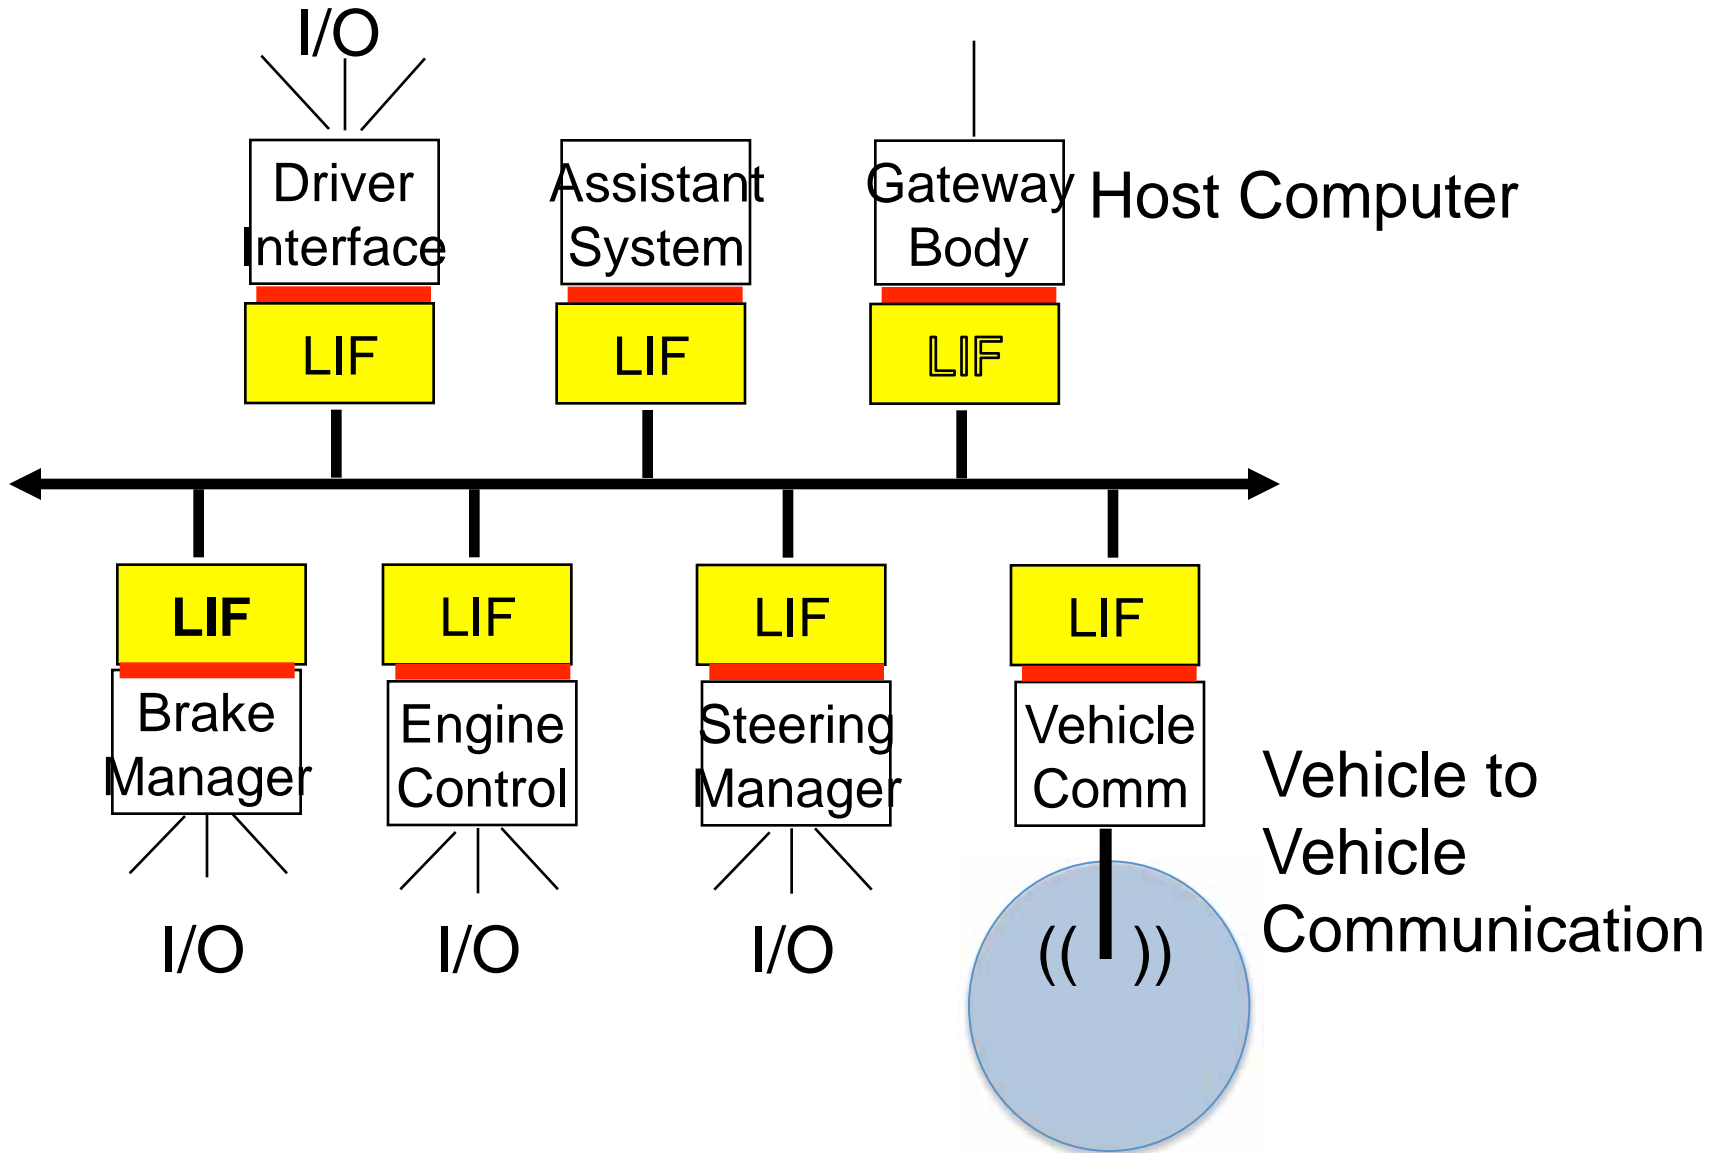 I/O
Driver
Interface
Assistant
System
Gateway
Body
Host Computer
LIF
LIF
LIF
LIF
LIF
LIF
LIF
Brake
Manager
Engine
Control
Steering
Manager
Vehicle
Comm
Vehicle to
Vehicle
Communication
I/O
I/O
I/O
(( ))